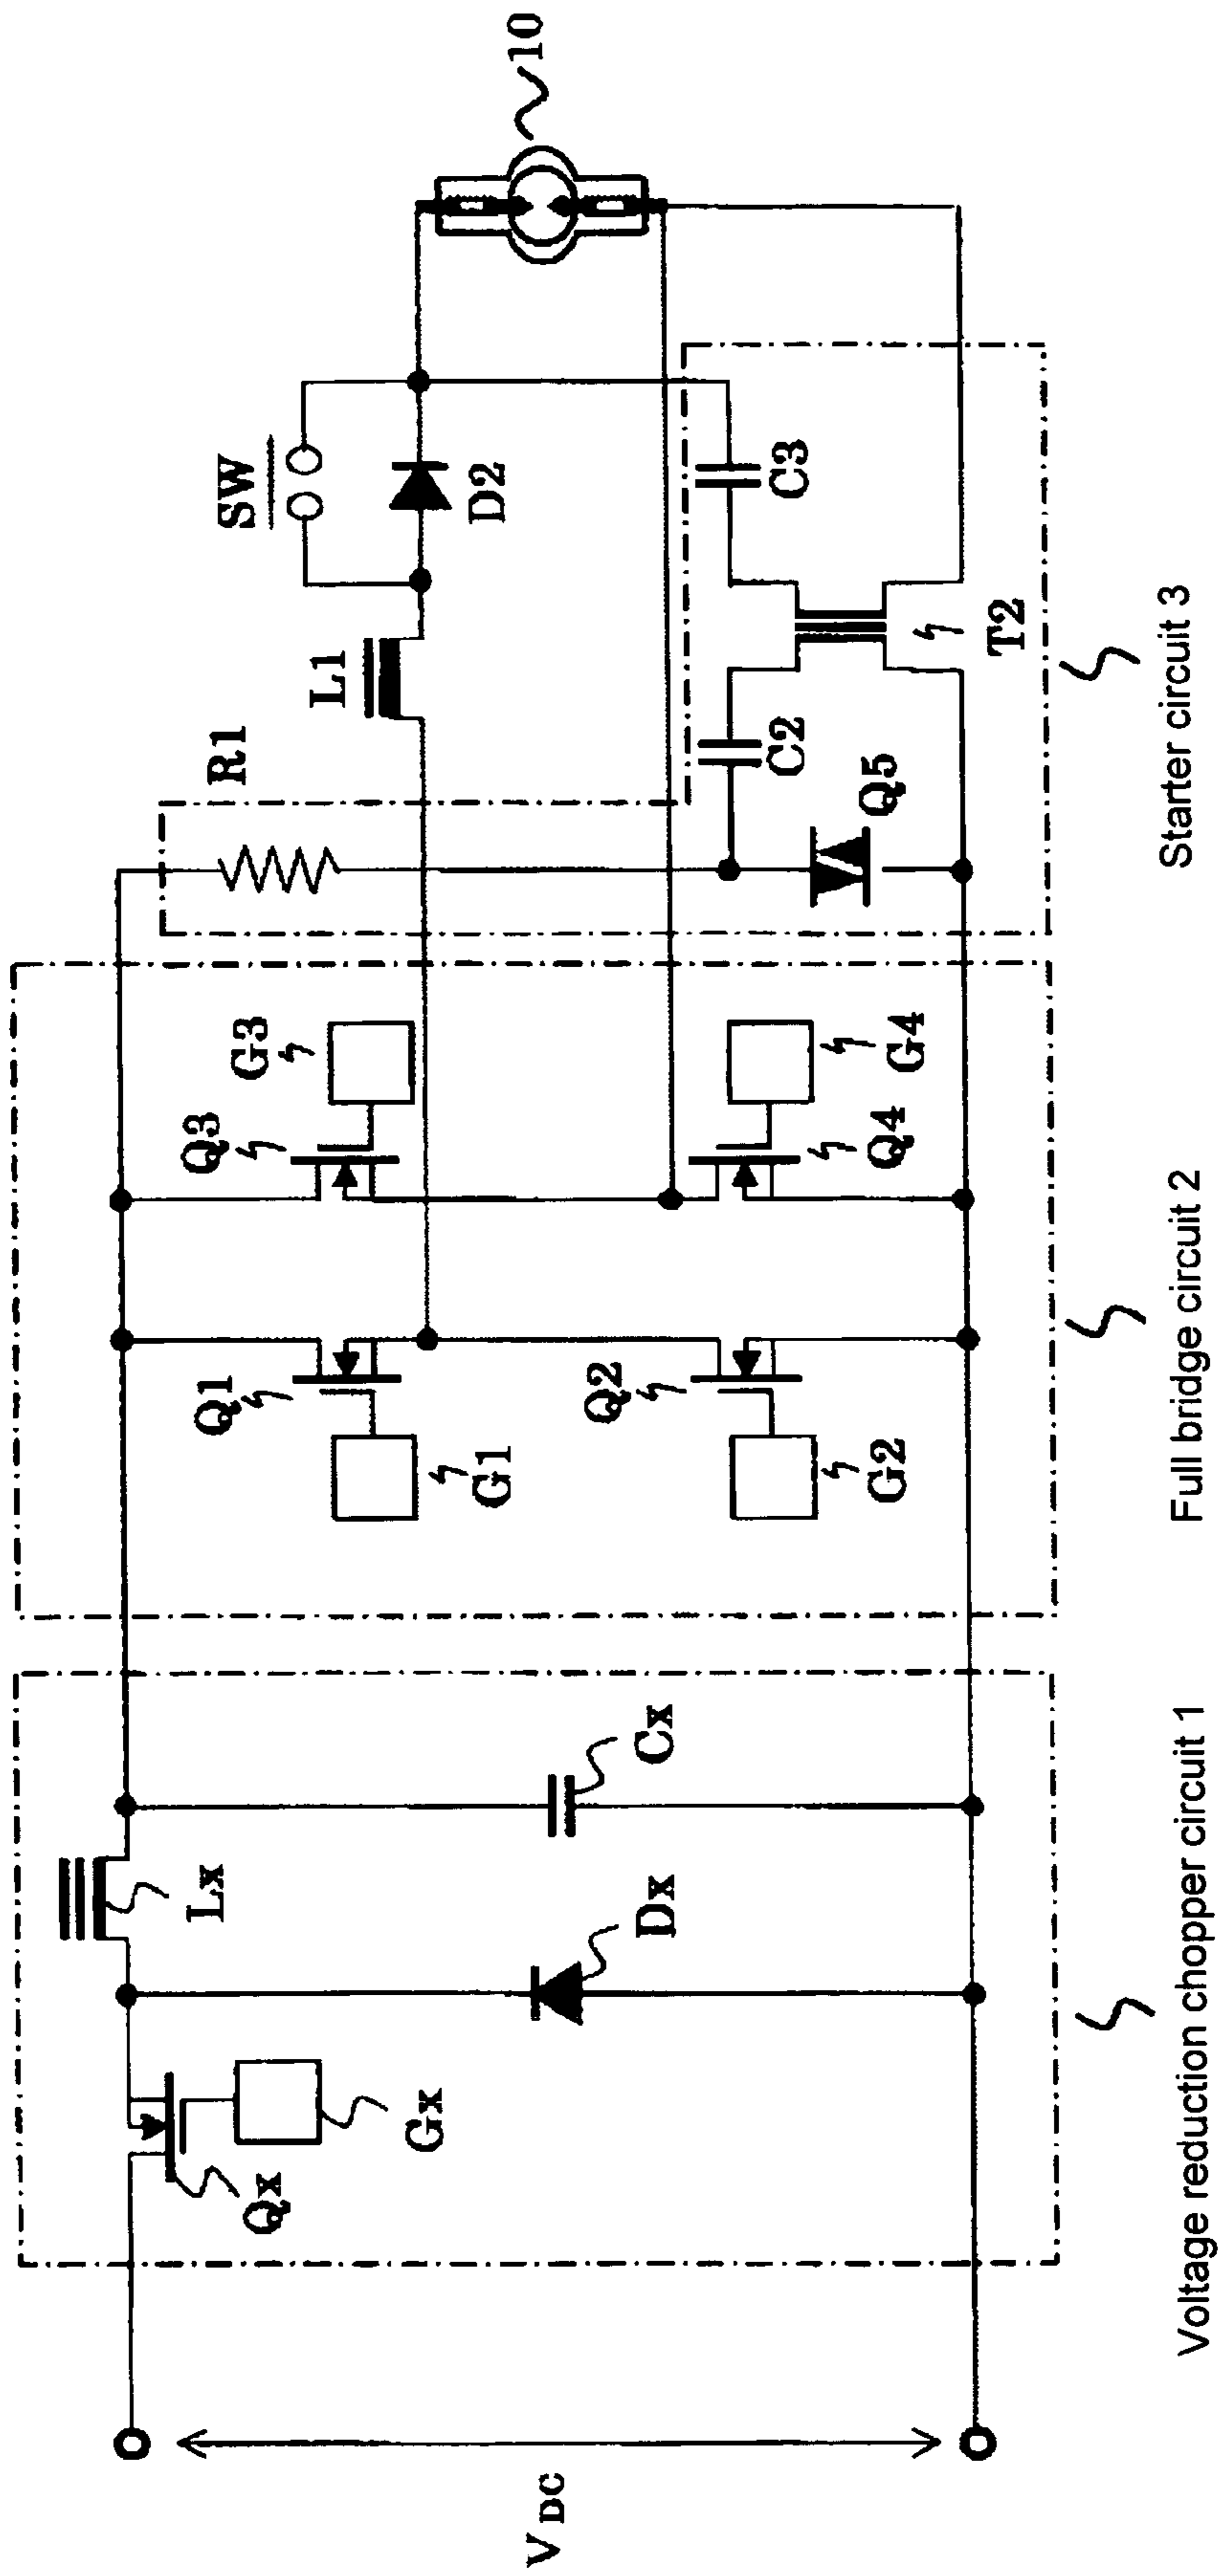 10
SW
D2
L1
R1
C3
C2
T2
Q5
Starter circuit 3
G3
Q3
G4
Q4
Q1
G1
Q2
G2
Full bridge circuit 2
Lx
Cx
Dx
Qx
Gx
Voltage reduction chopper circuit 1
VDC